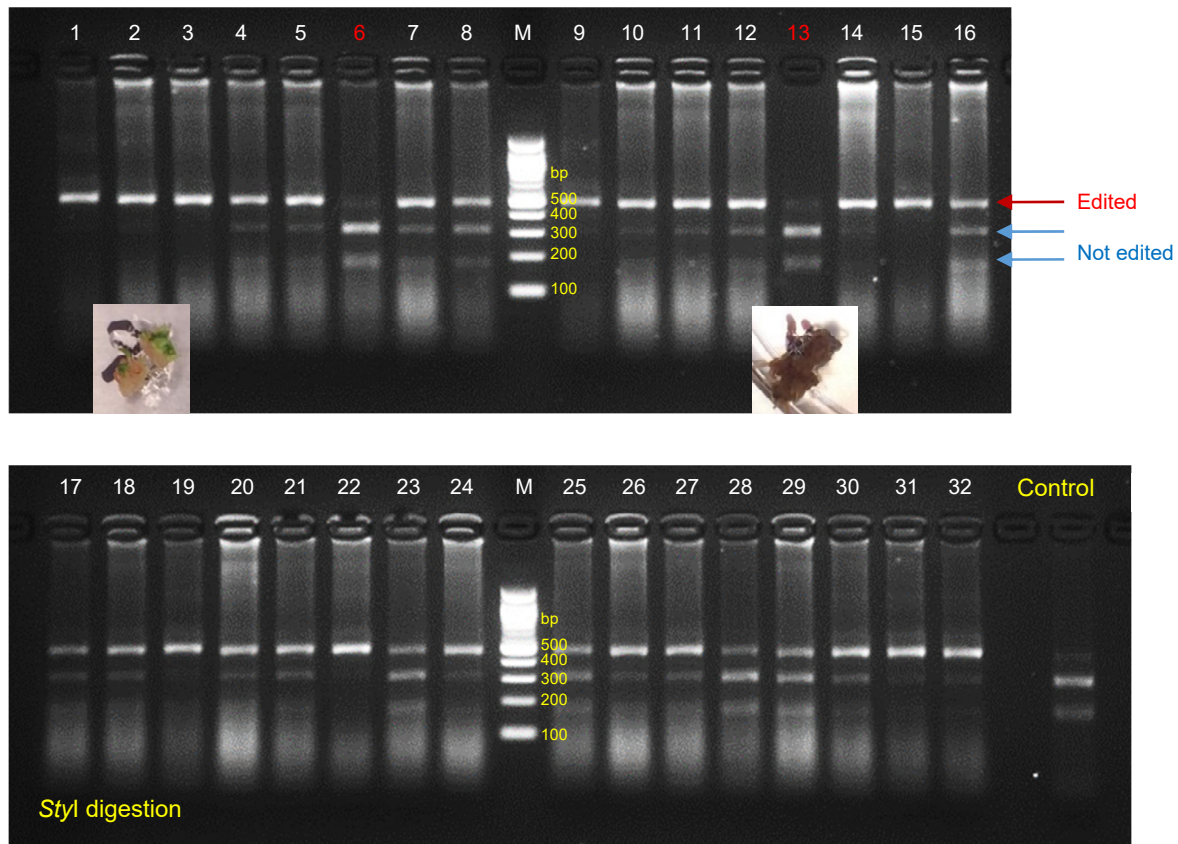 1 2 3 4 5 6 7 8 M 9 10 11 12 13 14 15 16
bp
500
400
300
200
100
Edited
Not edited
17 18 19 20 21 22 23 24 M 25 26 27 28 29 30 31 32 Control
bp
500
400
300
200
100
StyI digestion